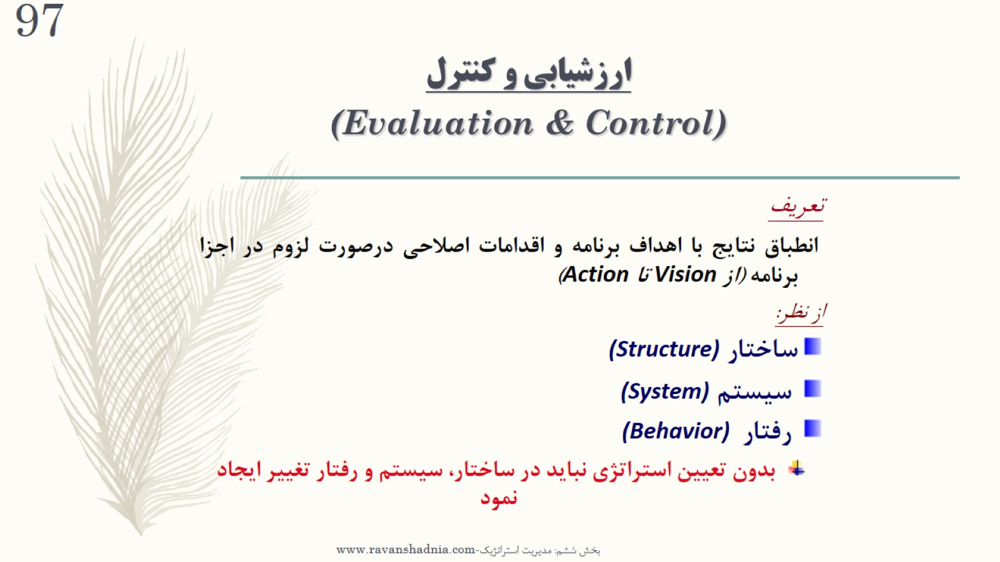 97
ارزشیابی و کنترل
(Evaluation & Control)
تعریف
انطباق نتایج با اهداف برنامه و اقدامات اصلاحی درصورت لزوم در اجزا
برنامه (از Vision تا Action)
از نظر:
ساختار (Structure)
سیستم (System)
رفتار (Behavior)
بدون تعیین استراتژی نباید در ساختار، سیستم و رفتار تغییر ایجاد
نمود
بخش ششم: مدیریت استراتژیک-www.ravanshadnia.com